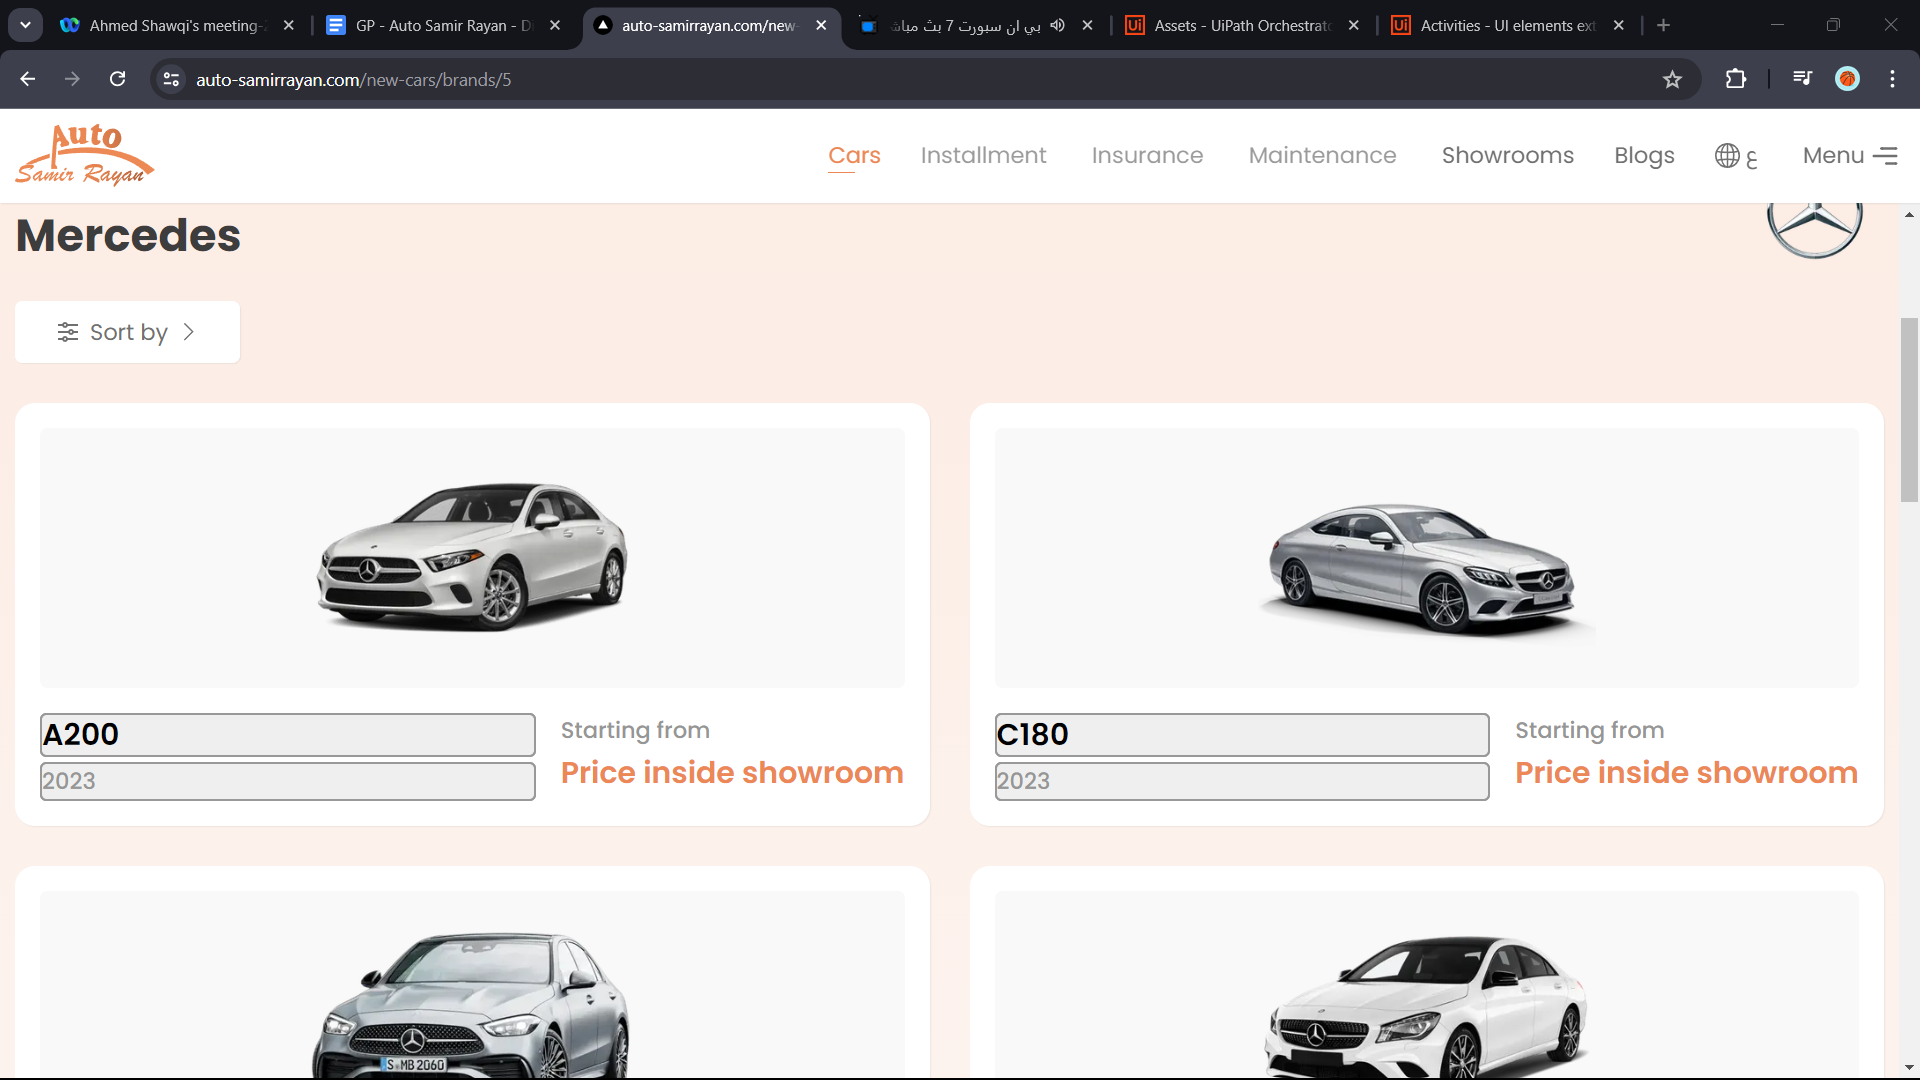 Ahmed Shawqi's meeting-
GP - Auto Samir Rayan - D
auto-samirrayan.com/new-
بي ان سبورت 7 بث مباش
Assets - UiPath Orchestrato
Activities - UI elements ext
auto-samirrayan.com/new-cars/brands/5
Auto
Samir Rayan
Cars
Installment
Insurance
Maintenance
Showrooms
Blogs
ع
Menu
Mercedes
Sort by
A200
Starting from
2023
Price inside showroom
C180
Starting from
2023
Price inside showroom
S MB 2060